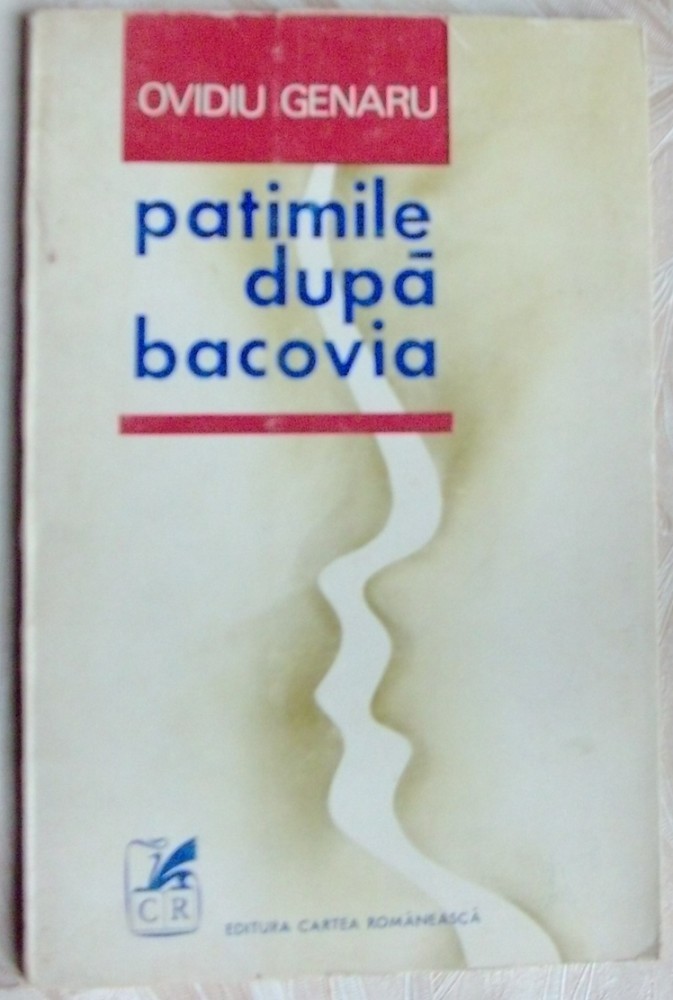 OVIDIU GENARU
patimile
după
bacovia
CR
EDITURA CARTEA ROMÂNEASCĂ